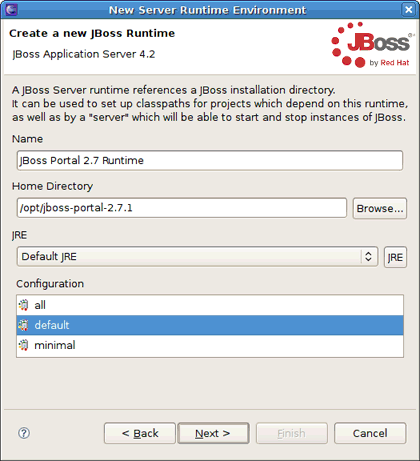 New Server Runtime Environment
Create a new JBoss Runtime
JBoss Application Server 4.2
JBoss
by Red Hat
A JBoss Server runtime references a JBoss installation directory.
It can be used to set up classpaths for projects which depend on this runtime,
as well as by a "server" which will be able to start and stop instances of JBoss.
Name
JBoss Portal 2.7 Runtime
Home Directory
/opt/jboss-portal-2.7.1
Browse...
JRE
Default JRE
JRE
Configuration
all
default
minimal
?
< Back
Next >
Finish
Cancel